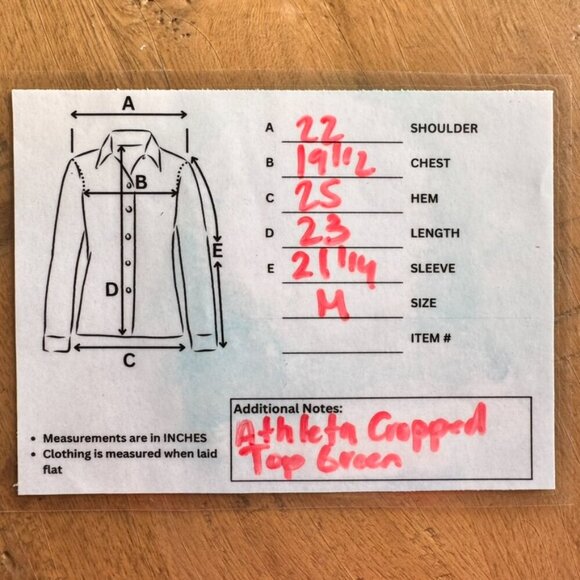 A
A 22 SHOULDER
B 19 1/2 CHEST
B
C 25 HEM
D 23 LENGTH
E
E 21 1/4 SLEEVE
D
M SIZE
ITEM #
C
Additional Notes:
Athleta Cropped
Top Green
• Measurements are in INCHES
• Clothing is measured when laid
flat